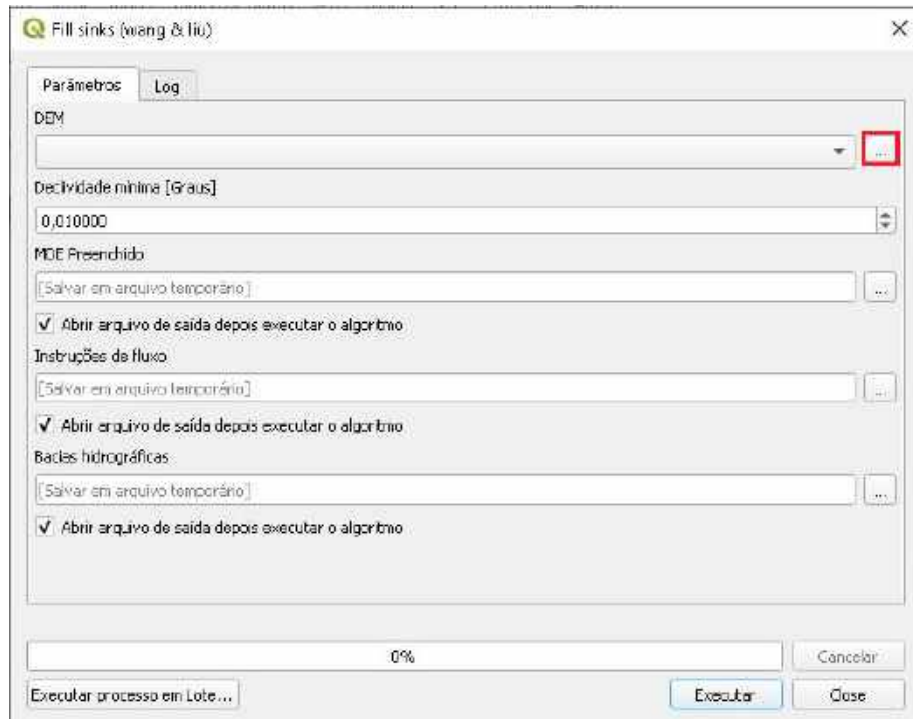 Fill sinks (wang & liu)
Parâmetros Log
DEM
...
Declividade mínima [Graus]
0,010000
MDE Preenchido
[Salvar em arquivo temporário] ...
Abrir arquivo de saída depois executar o algoritmo
Instruções de fluxo
[Salvar em arquivo temporário] ...
Abrir arquivo de saída depois executar o algoritmo
Bacias hidrográficas
[Salvar em arquivo temporário] ...
Abrir arquivo de saída depois executar o algoritmo
0% Cancelar
Executar processo em Lote... Executar Close